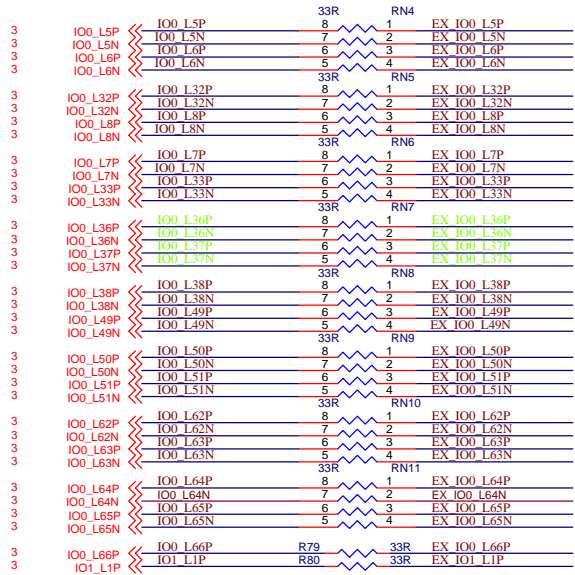 33R RN4
3 IO0_L5P IO0_L5P 8 1 EX_IO0_L5P
3 IO0_L5N IO0_L5N 7 2 EX_IO0_L5N
3 IO0_L6P IO0_L6P 6 3 EX_IO0_L6P
3 IO0_L6N IO0_L6N 5 4 EX_IO0_L6N
33R RN5
3 IO0_L32P IO0_L32P 8 1 EX_IO0_L32P
3 IO0_L32N IO0_L32N 7 2 EX_IO0_L32N
3 IO0_L8P IO0_L8P 6 3 EX_IO0_L8P
3 IO0_L8N IO0_L8N 5 4 EX_IO0_L8N
33R RN6
3 IO0_L7P IO0_L7P 8 1 EX_IO0_L7P
3 IO0_L7N IO0_L7N 7 2 EX_IO0_L7N
3 IO0_L33P IO0_L33P 6 3 EX_IO0_L33P
3 IO0_L33N IO0_L33N 5 4 EX_IO0_L33N
33R RN7
3 IO0_L36P IO0_L36P 8 1 EX_IO0_L36P
3 IO0_L36N IO0_L36N 7 2 EX_IO0_L36N
3 IO0_L37P IO0_L37P 6 3 EX_IO0_L37P
3 IO0_L37N IO0_L37N 5 4 EX_IO0_L37N
33R RN8
3 IO0_L38P IO0_L38P 8 1 EX_IO0_L38P
3 IO0_L38N IO0_L38N 7 2 EX_IO0_L38N
3 IO0_L49P IO0_L49P 6 3 EX_IO0_L49P
3 IO0_L49N IO0_L49N 5 4 EX_IO0_L49N
33R RN9
3 IO0_L50P IO0_L50P 8 1 EX_IO0_L50P
3 IO0_L50N IO0_L50N 7 2 EX_IO0_L50N
3 IO0_L51P IO0_L51P 6 3 EX_IO0_L51P
3 IO0_L51N IO0_L51N 5 4 EX_IO0_L51N
33R RN10
3 IO0_L62P IO0_L62P 8 1 EX_IO0_L62P
3 IO0_L62N IO0_L62N 7 2 EX_IO0_L62N
3 IO0_L63P IO0_L63P 6 3 EX_IO0_L63P
3 IO0_L63N IO0_L63N 5 4 EX_IO0_L63N
33R RN11
3 IO0_L64P IO0_L64P 8 1 EX_IO0_L64P
3 IO0_L64N IO0_L64N 7 2 EX_IO0_L64N
3 IO0_L65P IO0_L65P 6 3 EX_IO0_L65P
3 IO0_L65N IO0_L65N 5 4 EX_IO0_L65N
3 IO0_L66P IO0_L66P R79 33R EX_IO0_L66P
3 IO1_L1P IO1_L1P R80 33R EX_IO1_L1P